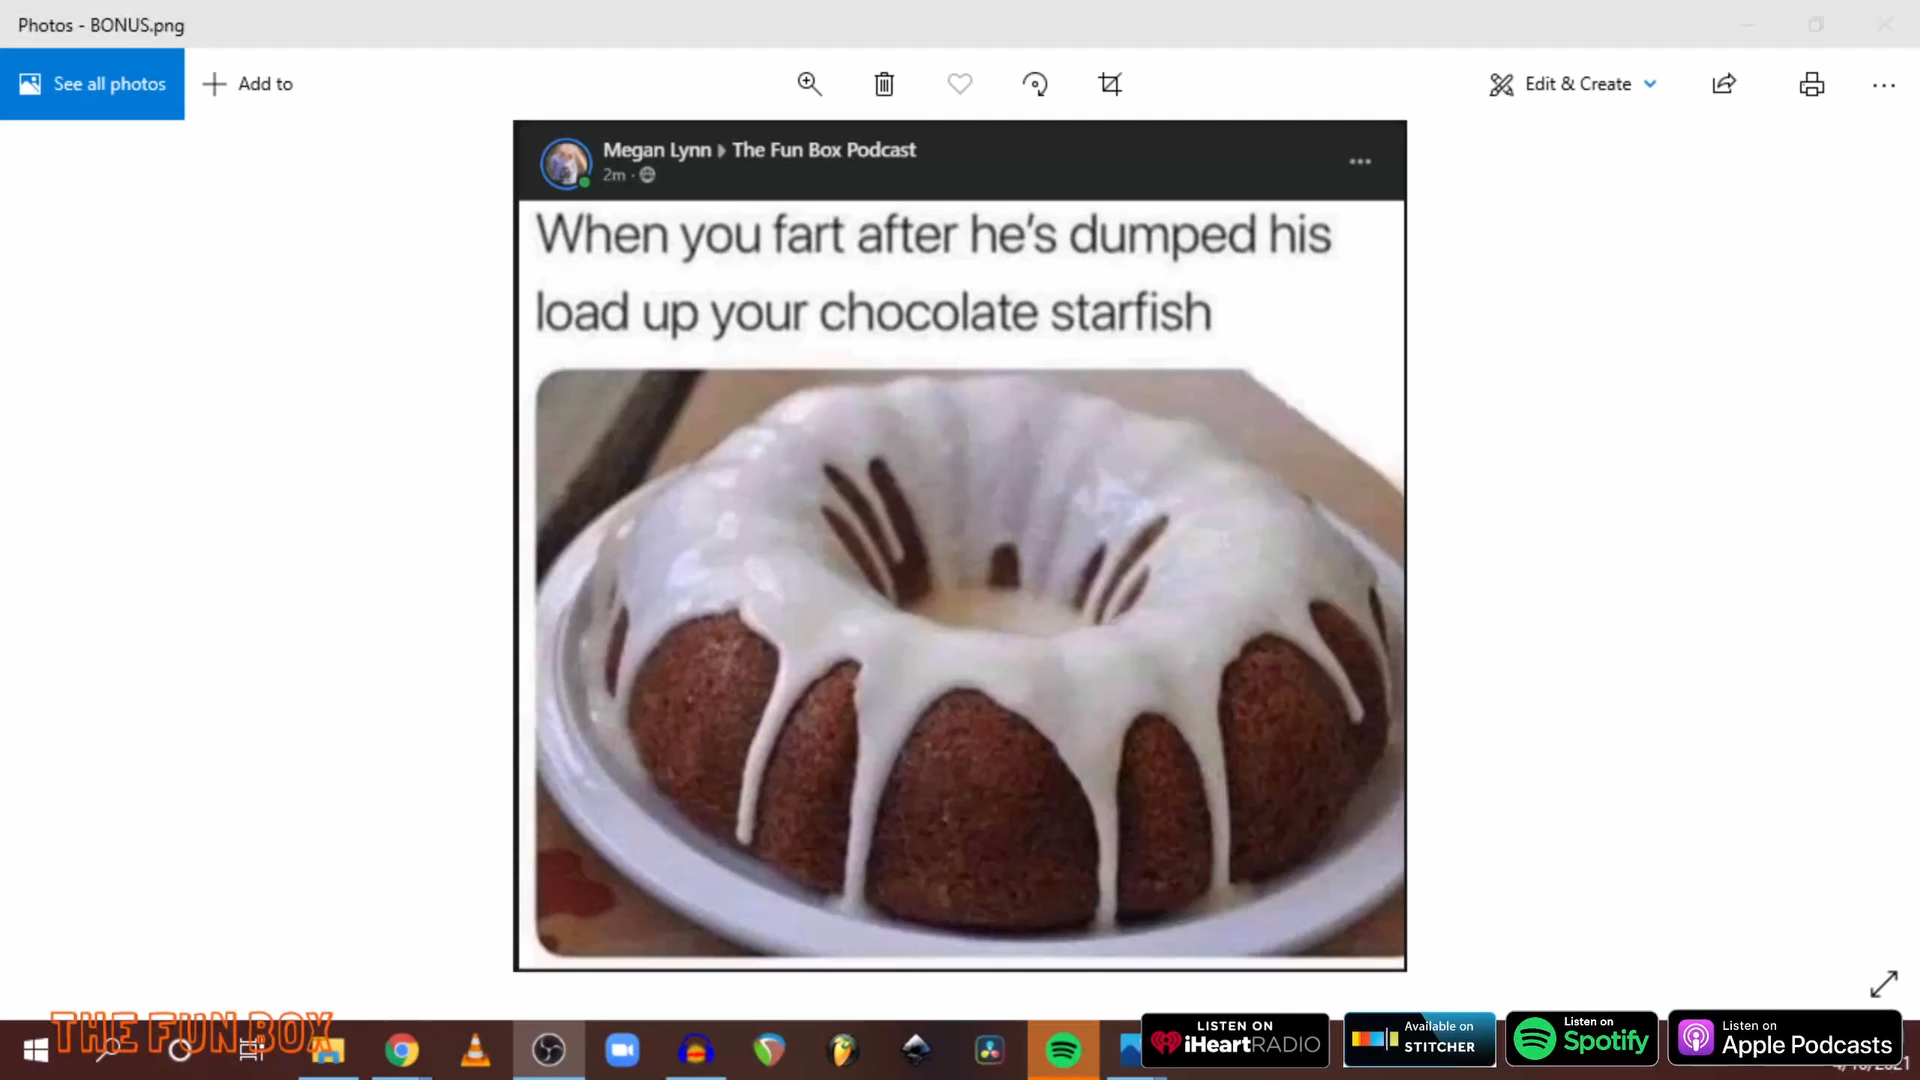 Photos - BONUS.png
See all photos
Add to
Edit & Create
Megan Lynn The Fun Box Podcast
2m
When you fart after he's dumped his
load up your chocolate starfish
THE FUN BOX
LISTEN ON
iHeartRADIO
Available on
STITCHER
Listen on
Spotify
Listen on
Apple Podcasts